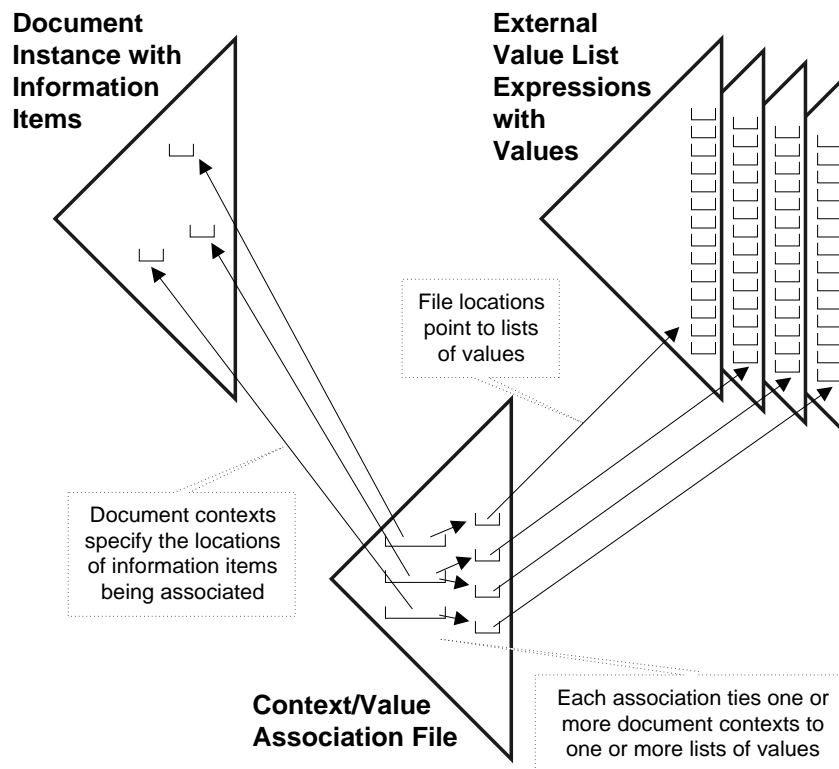 Document
Instance with
Information
Items
External
Value List
Expressions
with
Values
File locations
point to lists
of values
Document contexts
specify the locations
of information items
being associated
Context/Value
Association File
Each association ties one or
more document contexts to
one or more lists of values